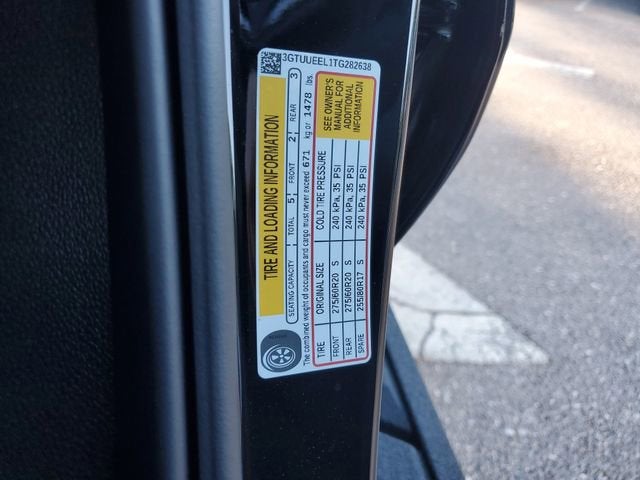 3GTUUEEL1TG282638
TIRE AND LOADING INFORMATION
SEATING CAPACITY TOTAL 5 FRONT 2 REAR 3
The combined weight of occupants and cargo must never exceed 671 kg or 1478 lbs.
TIRE ORIGINAL SIZE COLD TIRE PRESSURE
FRONT 275/60R20 S 240 kPa, 35 PSI
REAR 275/60R20 S 240 kPa, 35 PSI
SPARE 255/80R17 S 240 kPa, 35 PSI
SEE OWNER'S
MANUAL FOR
ADDITIONAL
INFORMATION